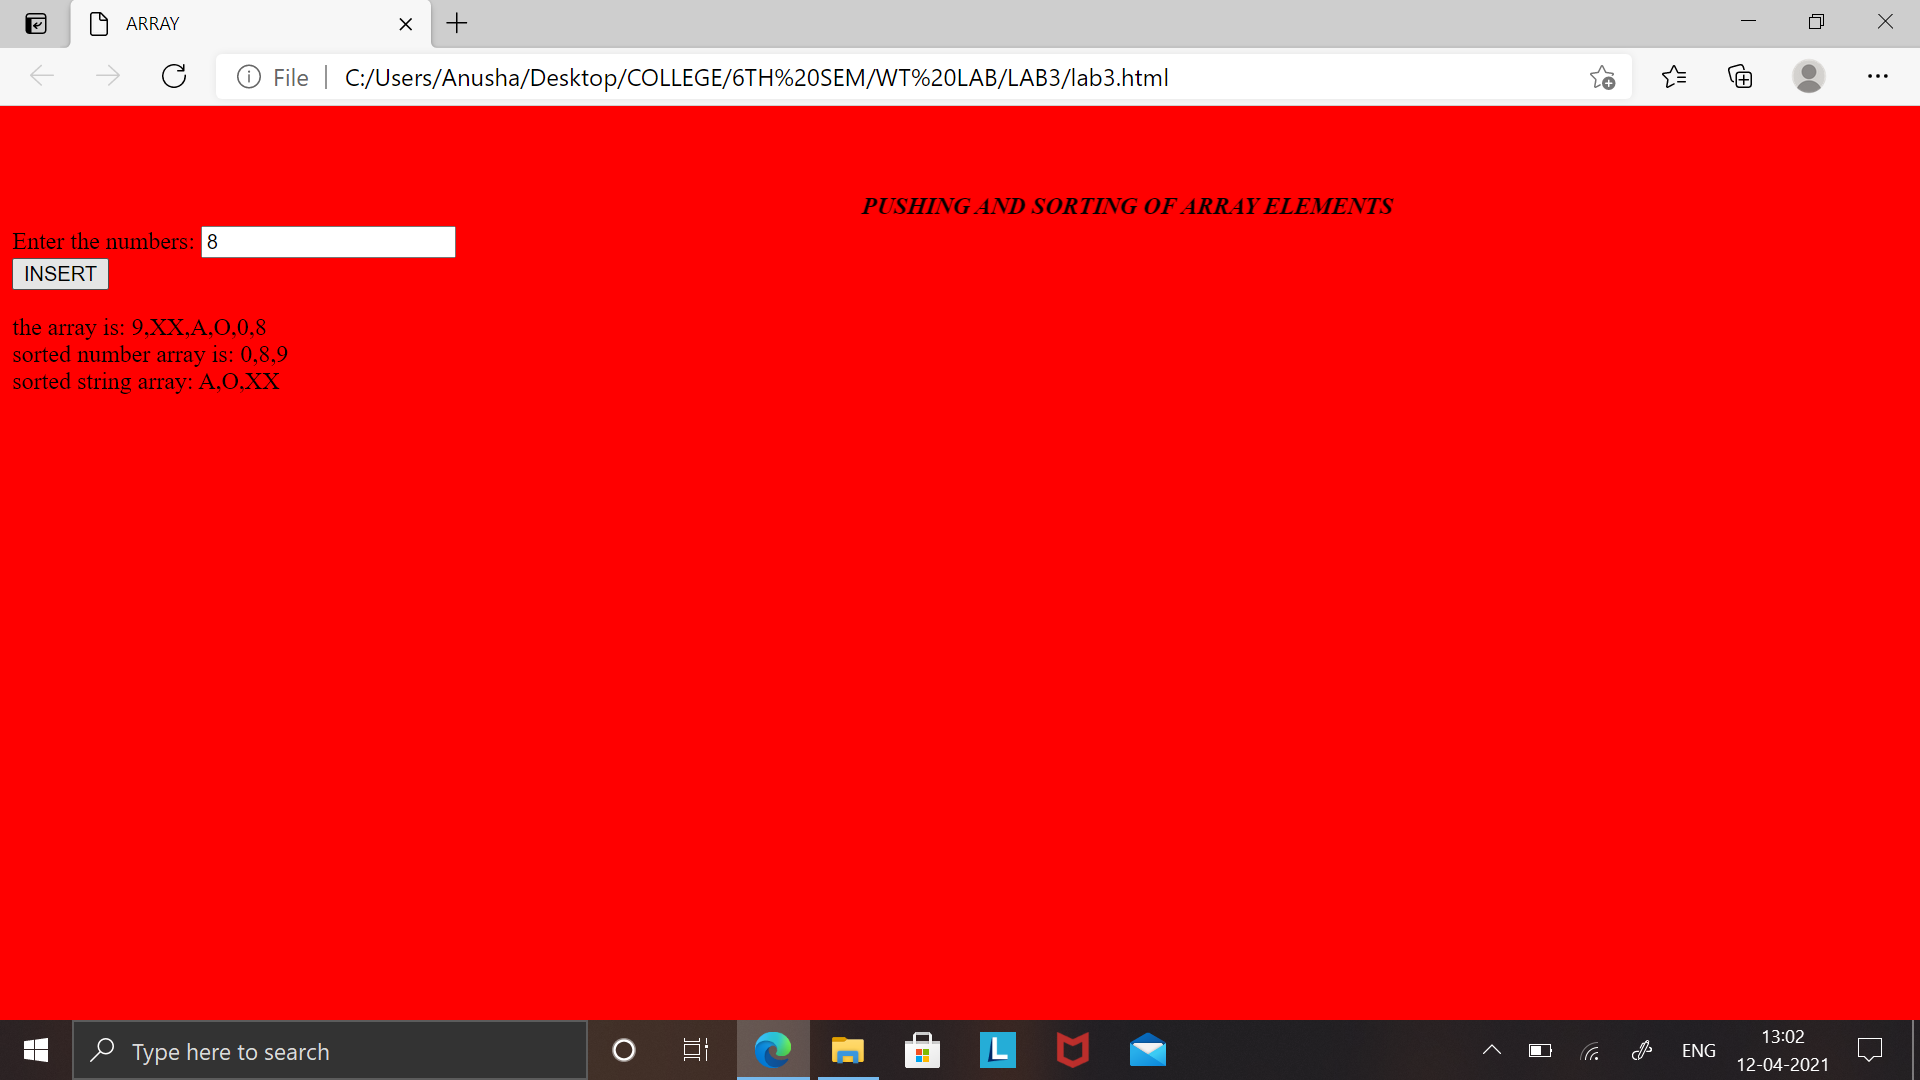 ARRAY
File | C:/Users/Anusha/Desktop/COLLEGE/6TH%20SEM/WT%20LAB/LAB3/lab3.html
PUSHING AND SORTING OF ARRAY ELEMENTS
Enter the numbers: 8
INSERT
the array is: 9,XX,A,O,0,8
sorted number array is: 0,8,9
sorted string array: A,O,XX
Type here to search
L
ENG
13:02
12-04-2021